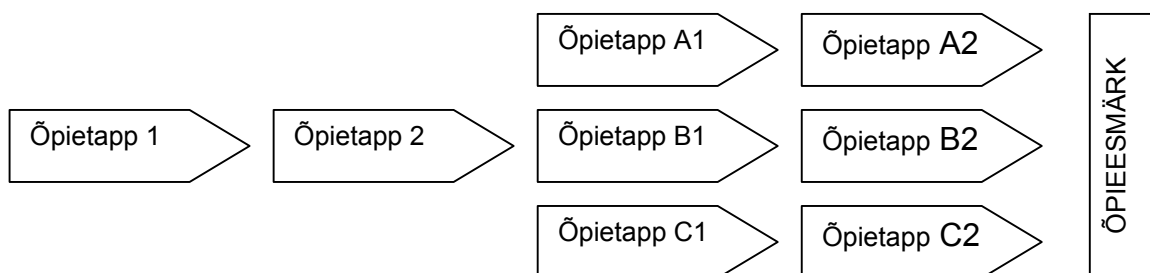 Õpietapp A1
Õpietapp A2
Õpietapp 1
Õpietapp 2
Õpietapp B1
Õpietapp B2
Õpietapp C1
Õpietapp C2
ÕPIEESMÄRK